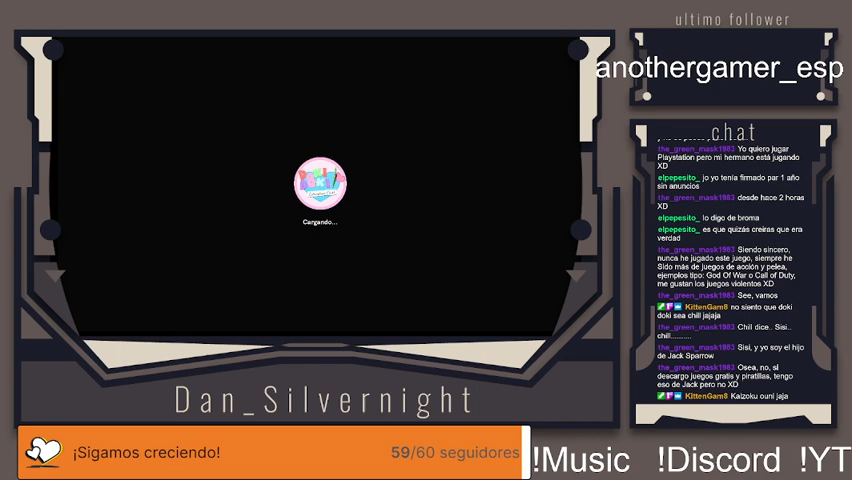 ultimo follower
anothergamer_esp
chat
the_green_mask1983 Yo quiero jugar
Playstation pero mi hermano está jugando
XD
elpepesito_ jo yo tenía firmado par 1 año
sin anuncios
the_green_mask1983 desde hace 2 horas
XD
elpepesito_ lo digo de broma
elpepesito_ es que quizás creiras que era
verdad
the_green_mask1983 Siendo sincero,
nunca he jugado este juego, siempre he
Sido más de juegos de acción y pelea,
ejemplos tipo: God Of War o Call of Duty,
me gustan los juegos violentos XD
the_green_mask1983 See, vamos
KittenGam8 no siento que doki
doki sea chill jajaja
the_green_mask1983 Chill dice.. Sisi..
chill...........
the_green_mask1983 Sisi, y yo soy el hijo
de Jack Sparrow
the_green_mask1983 Osea, no, sI
descargo juegos gratis y piratillas, tengo
eso de Jack pero no XD
KittenGam8 Kaizoku ouni jaja
Cargando...
Dan_Silvernight
¡Sigamos creciendo!
59/60 seguidores
!Music !Discord !YT